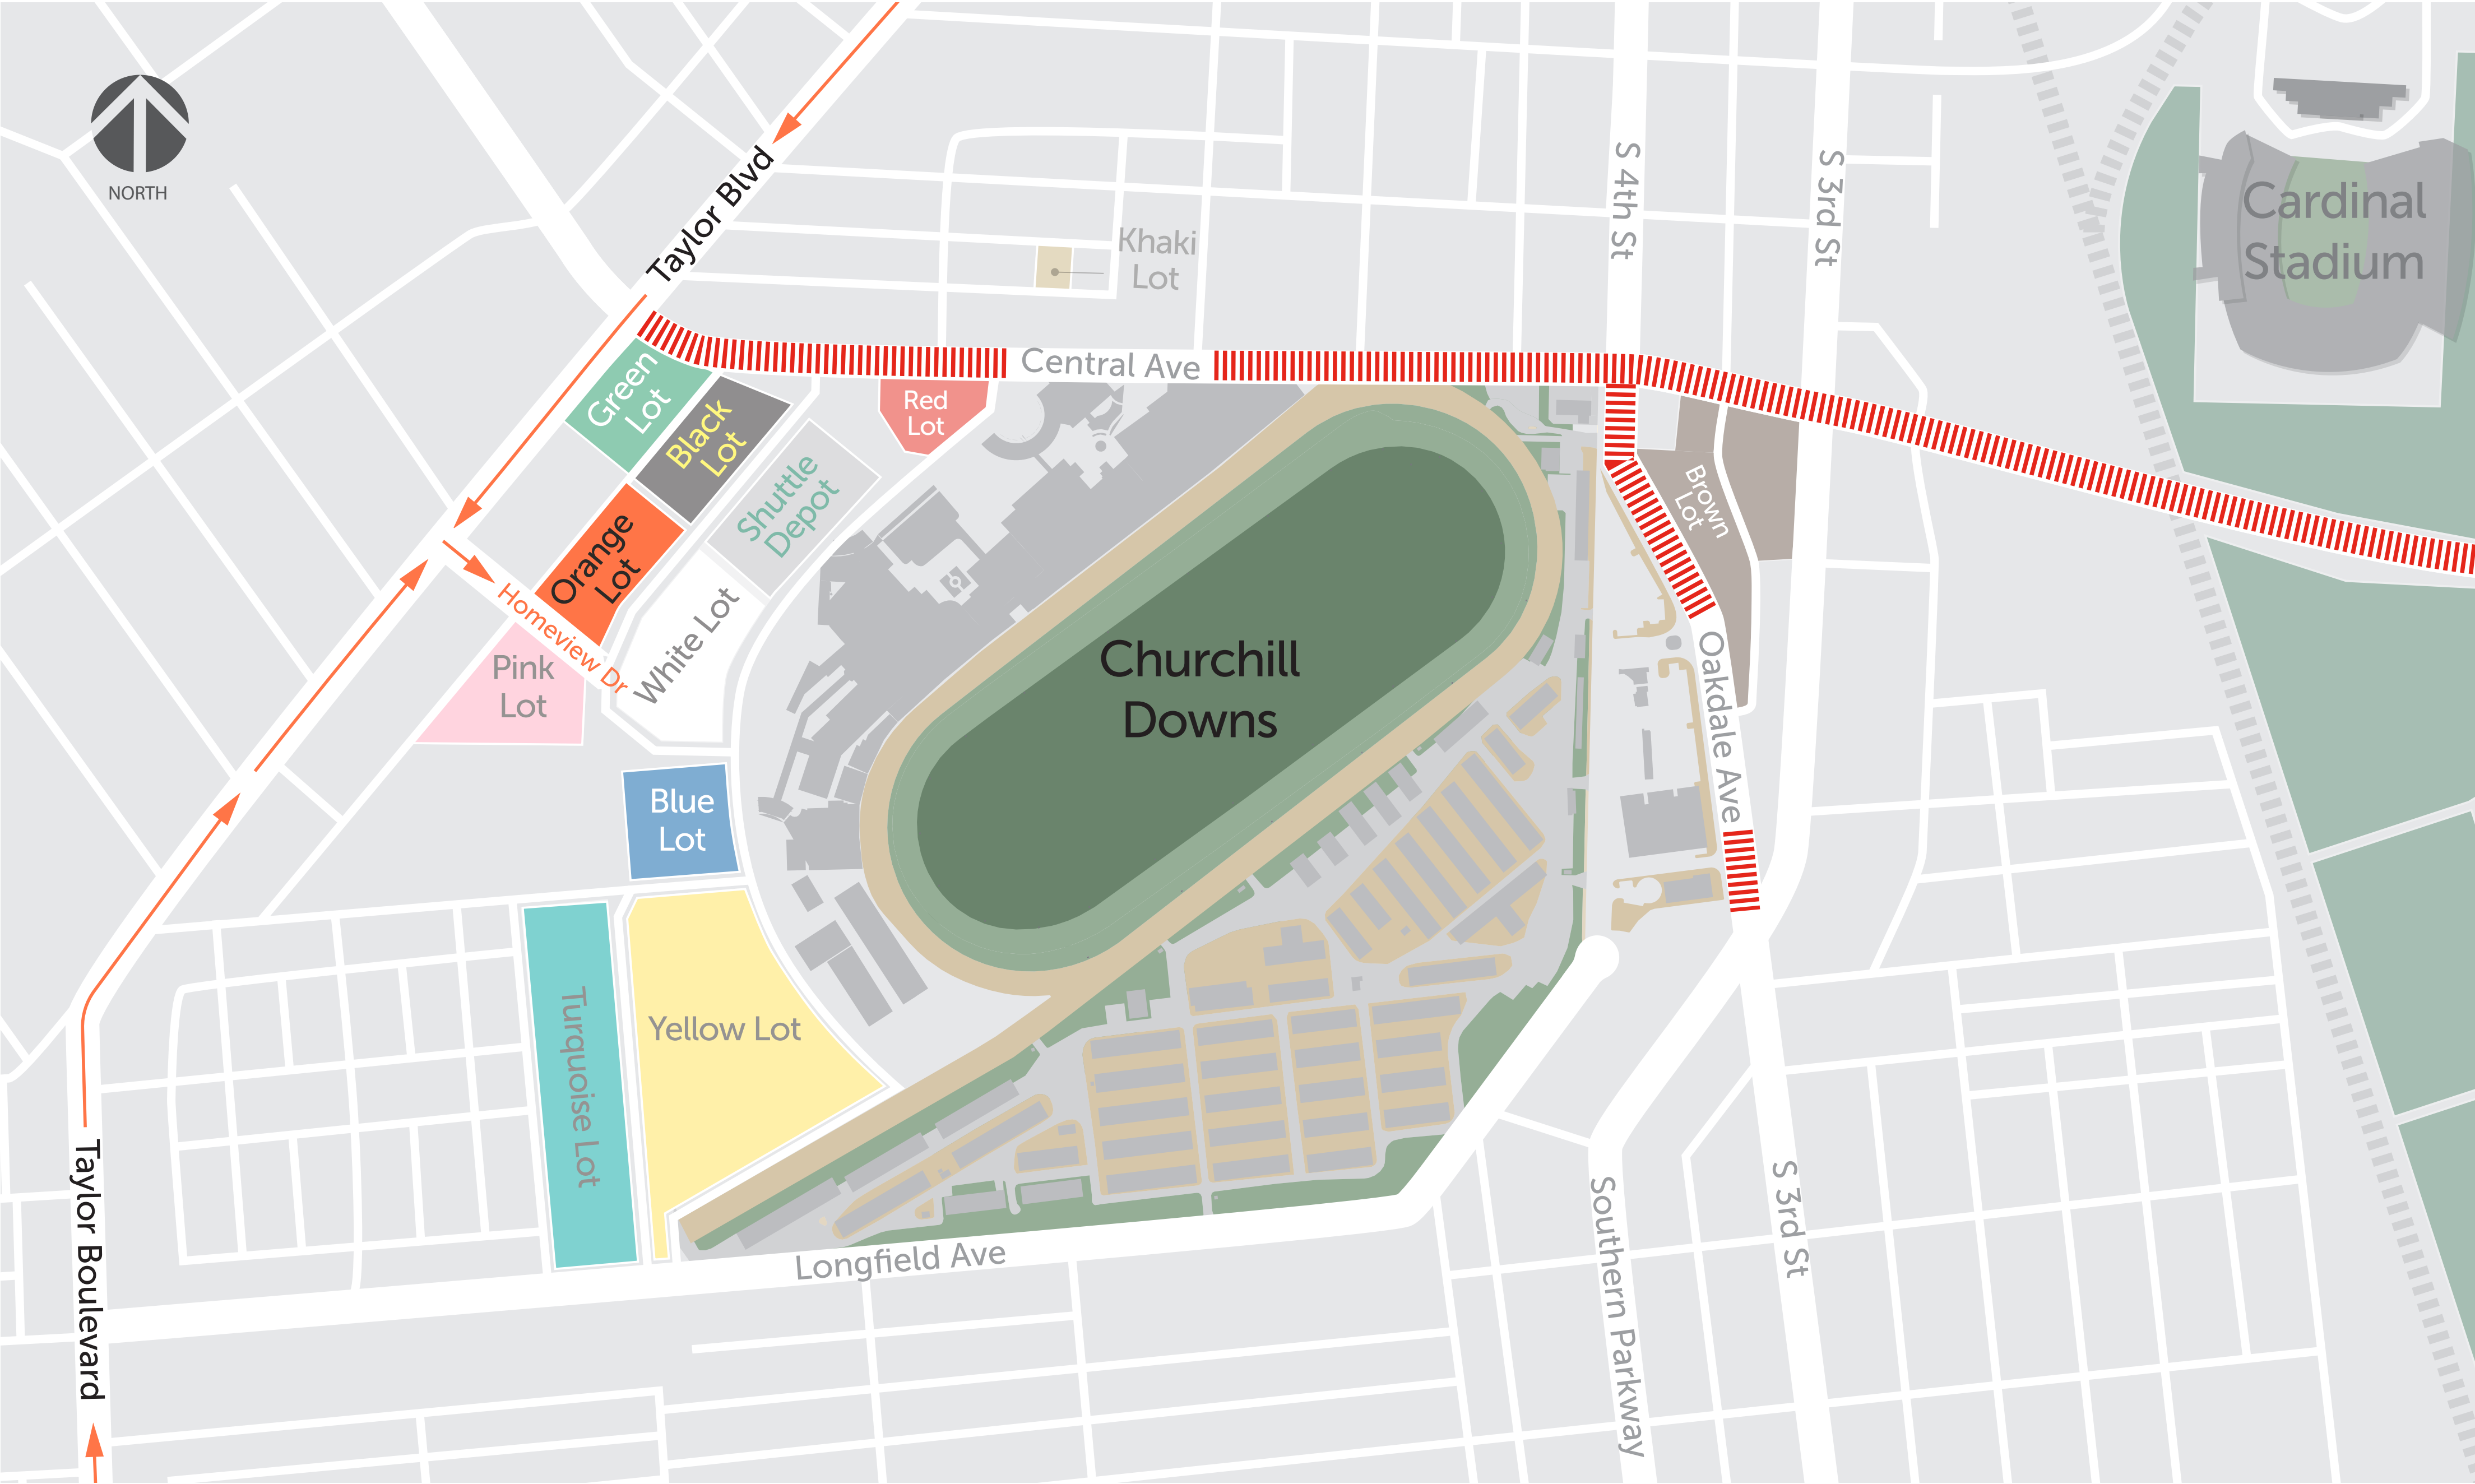 NORTH
Taylor Blvd
S 4th St
S 3rd St
Cardinal
Stadium
Khaki
Lot
Central Ave
Green
Lot
Black
Lot
Red
Lot
Shuttle
Depot
Brown
Lot
Orange
Lot
Homeview Dr
White Lot
Pink
Lot
Churchill
Downs
Oakdale Ave
Blue
Lot
Yellow Lot
Turquoise Lot
Taylor Boulevard
Longfield Ave
Southern Parkway
S 3rd St